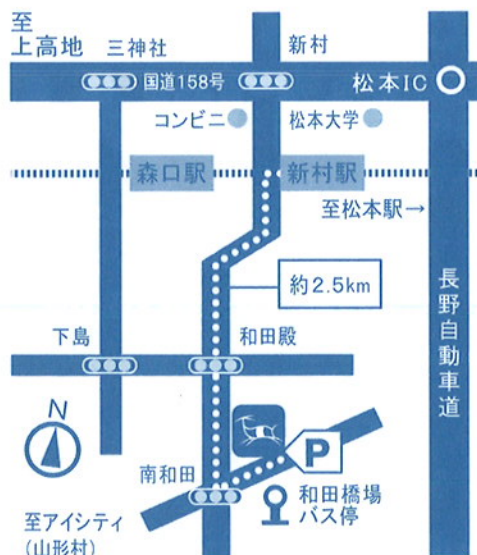 至
上高地
三神社
新村
国道158号
松本IC
コンビニ
松本大学
森口駅
新村駅
至松本駅→
約2.5km
長野自動車道
下島
和田殿
N
P
南和田
和田橋場
バス停
至アイシティ
(山形村)